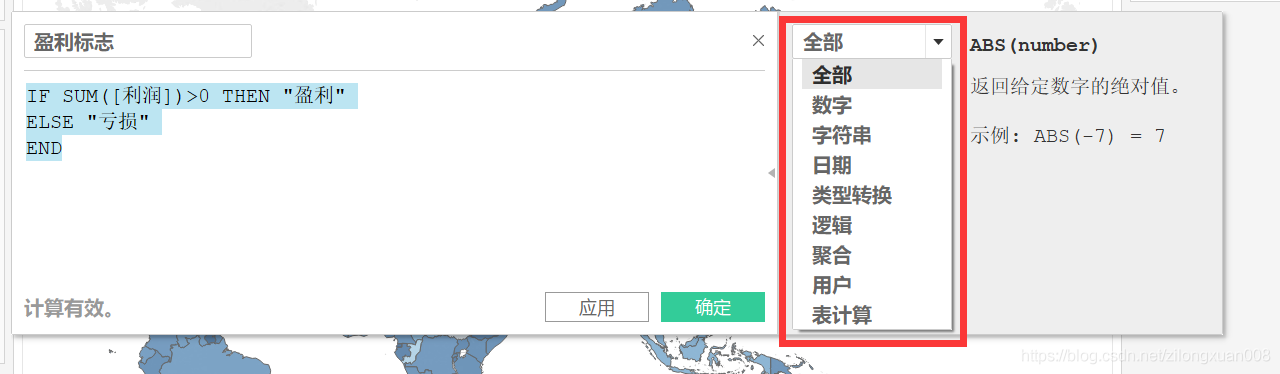 盈利标志
IF SUM([利润])>0 THEN "盈利"
ELSE "亏损"
END
计算有效。
应用
确定
全部
全部
数字
字符串
日期
类型转换
逻辑
聚合
用户
表计算
ABS(number)
返回给定数字的绝对值。
示例: ABS(-7) = 7
https://blog.csdn.net/zilongxuan008